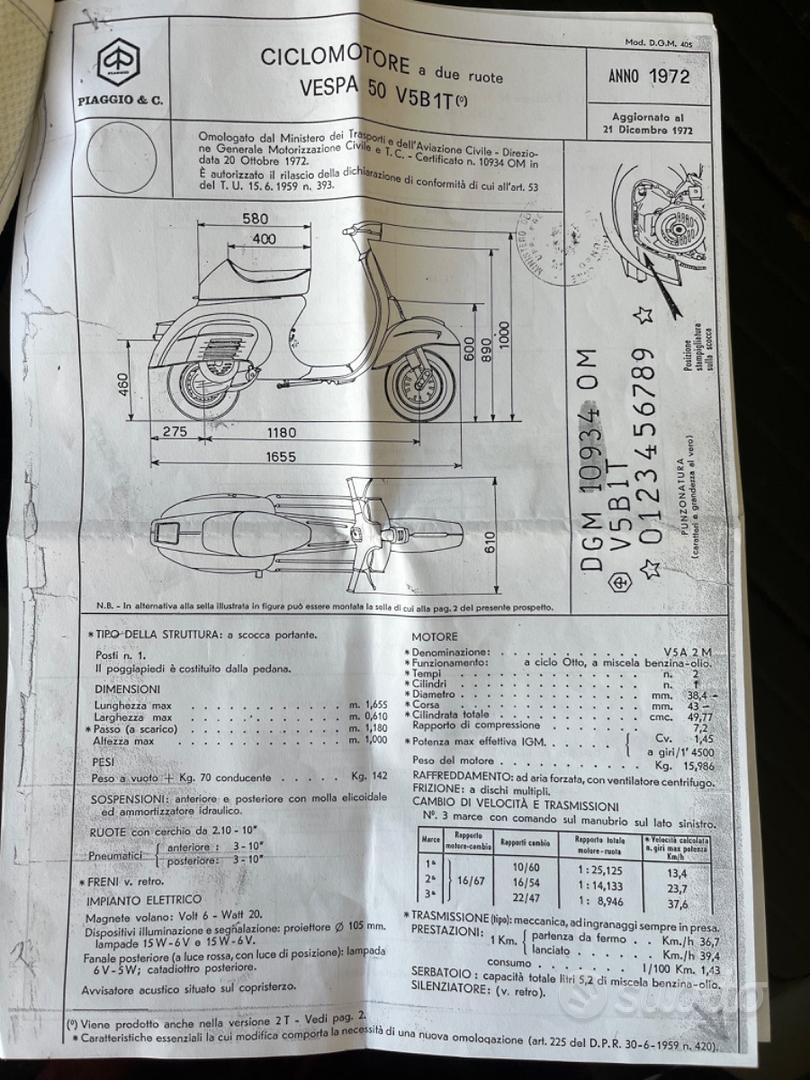 Mod. D.G.M. 405
PIAGGIO
PIAGGIO & C.
CICLOMOTORE a due ruote
VESPA 50 V5B1T(º)
ANNO 1972
Aggiornato al
21 Dicembre 1972
Omologato dal Ministero dei Trasporti e dell'Aviazione Civile - Direzio-
ne Generale Motorizzazione Civile e T.C. - Certificato n. 10934 OM in
data 20 Ottobre 1972.
È autorizzato il rilascio della dichiarazione di conformità di cui all'art. 53
del T. U. 15. 6. 1959 n. 393.
580
400
460
600
890
1000
275
1180
1655
610
Posizione
stampigliatura
sulla scocca
DGM 10934 OM
V5B1T
☆ 0123456789 ☆
PUNZONATURA
(caratteri e grandezza al vero)
N.B. - In alternativa alla sella illustrata in figura può essere montata la sella di cui alla pag. 2 del presente prospetto.
* TIPO DELLA STRUTTURA: a scocca portante.
Posti n. 1.
Il poggiapiedi è costituito dalla pedana.
DIMENSIONI
Lunghezza max . . . . . . . . . . m. 1,655
Larghezza max . . . . . . . . . . m. 0,610
* Passo (a scarico) . . . . . . . . . . m. 1,180
Altezza max . . . . . . . . . . m. 1,000
PESI
Peso a vuoto + Kg. 70 conducente . . . . . Kg. 142
SOSPENSIONI: anteriore e posteriore con molla elicoidale
ed ammortizzatore idraulico.
RUOTE con cerchio da 2.10 - 10"
Pneumatici { anteriore : 3 - 10"
posteriore: 3 - 10"
* FRENI v. retro.
IMPIANTO ELETTRICO
Magnete volano: Volt 6 - Watt 20.
Dispositivi illuminazione e segnalazione: proiettore Ø 105 mm.
lampade 15 W - 6 V e 15 W - 6 V.
Fanale posteriore (a luce rossa, con luce di posizione): lampada
6 V - 5 W; catadiottro posteriore.
Avvisatore acustico situato sul copristerzo.
MOTORE
* Denominazione: . . . . . . . . . . V5A 2 M
* Funzionamento: a ciclo Otto, a miscela benzina-olio.
* Tempi . . . . . . . . . . n. 2
* Cilindri . . . . . . . . . . n. 1
* Diametro . . . . . . . . . . mm. 38,4 -
* Corsa . . . . . . . . . . mm. 43 -
* Cilindrata totale . . . . . . . . . . cmc. 49,77
Rapporto di compressione . . . . . . . . 7,2
* Potenza max effettiva IGM. . . . . . . { Cv. 1,45
a giri/1' 4500
Peso del motore . . . . . . . . . . Kg. 15,986
RAFFREDDAMENTO: ad aria forzata, con ventilatore centrifugo.
FRIZIONE: a dischi multipli.
CAMBIO DI VELOCITÀ E TRASMISSIONI
Nº. 3 marce con comando sul manubrio sul lato sinistro.
Marce Rapporto motore-cambio Rapporti cambio Rapporto totale motore-ruota * Velocità calcolata n. giri max potenza Km/h
1ª 10/60 1 : 25,125 13,4
2ª } 16/67 16/54 1 : 14,133 23,7
3ª 22/47 1 : 8,946 37,6
* TRASMISSIONE (tipo): meccanica, ad ingranaggi sempre in presa.
PRESTAZIONI: 1 Km. { partenza da fermo . . Km./h 36,7
lanciato . . . . . Km./h 39,4
consumo . . . . . . . 1/100 Km. 1,43
SERBATOIO : capacità totale litri 5,2 di miscela benzina-olio.
SILENZIATORE: (v. retro).
(º) Viene prodotto anche nella versione 2 T - Vedi pag. 2.
* Caratteristiche essenziali la cui modifica comporta la necessità di una nuova omologazione (art. 225 del D.P.R. 30-6-1959 n. 420).
Subito